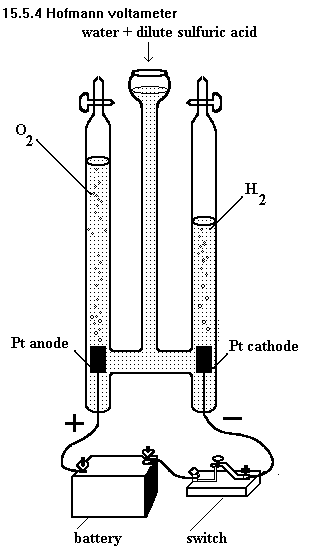 15.5.4 Hofmann voltameter
water + dilute sulfuric acid
O2
H2
Pt anode
Pt cathode
+
−
battery
switch